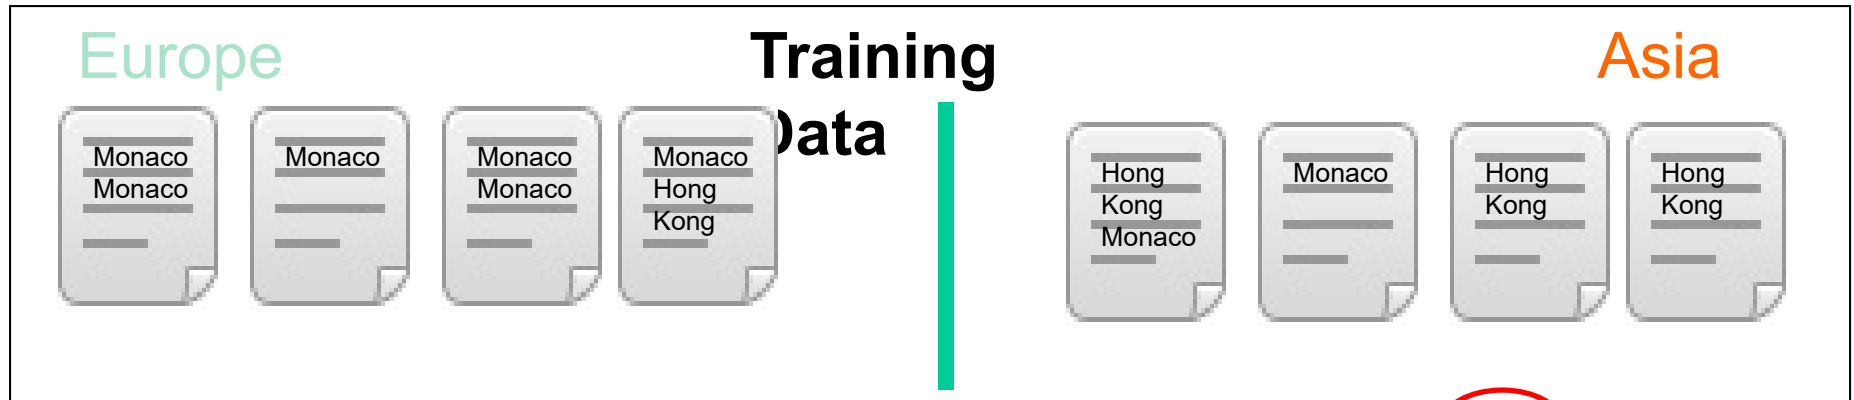 Europe
Training
Data
Asia
Monaco
Monaco
Monaco
Monaco
Monaco
Monaco
Hong
Kong
Hong
Kong
Monaco
Monaco
Hong
Kong
Hong
Kong